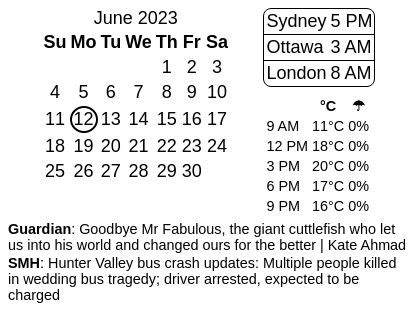 June 2023
Su Mo Tu We Th Fr Sa
1 2 3
4 5 6 7 8 9 10
11 12 13 14 15 16 17
18 19 20 21 22 23 24
25 26 27 28 29 30
Sydney 5 PM
Ottawa 3 AM
London 8 AM
°C ☂
9 AM 11°C 0%
12 PM 18°C 0%
3 PM 20°C 0%
6 PM 17°C 0%
9 PM 16°C 0%
Guardian: Goodbye Mr Fabulous, the giant cuttlefish who let
us into his world and changed ours for the better | Kate Ahmad
SMH: Hunter Valley bus crash updates: Multiple people killed
in wedding bus tragedy; driver arrested, expected to be
charged